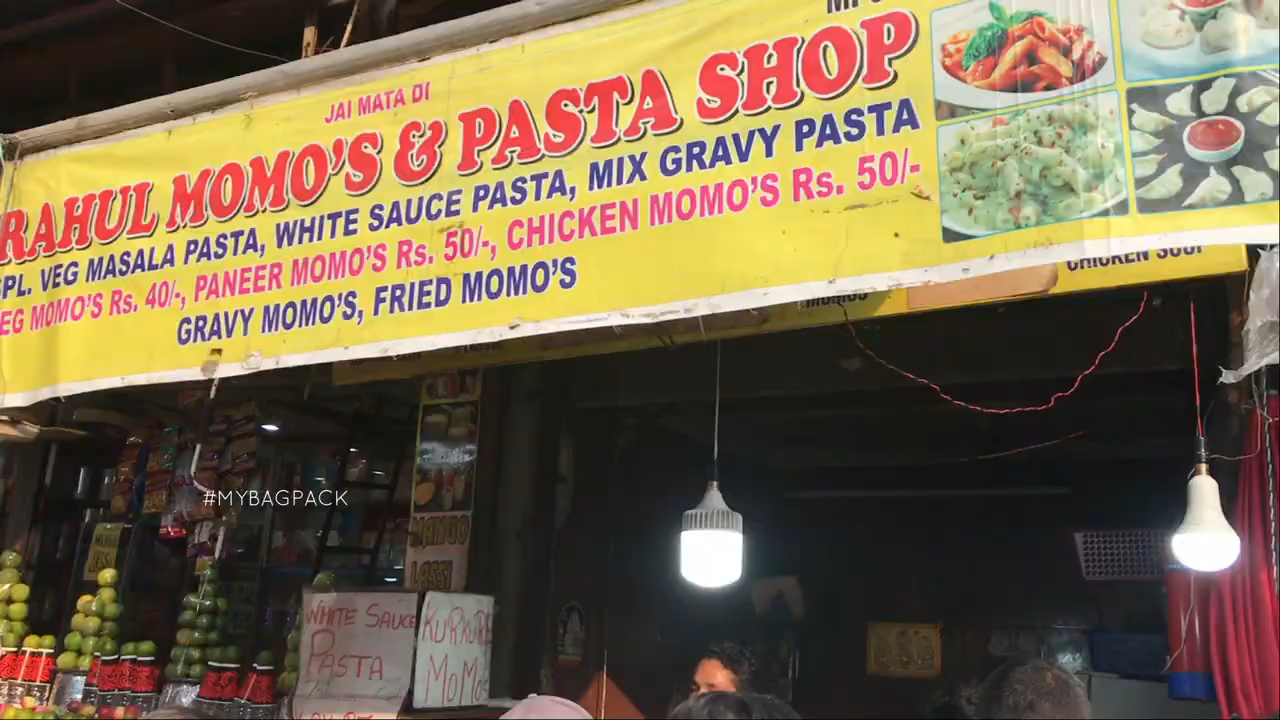 JAI MATA DI
RAHUL MOMO'S & PASTA SHOP
SPL. VEG MASALA PASTA, WHITE SAUCE PASTA, MIX GRAVY PASTA
EG MOMO'S Rs. 40/-, PANEER MOMO'S Rs. 50/-, CHICKEN MOMO'S Rs. 50/-
GRAVY MOMO'S, FRIED MOMO'S
CHICKEN SOUP
#MYBAGPACK
MANGO
LASSI
WHITE SAUCE
PASTA
KURKURE
MOMOS